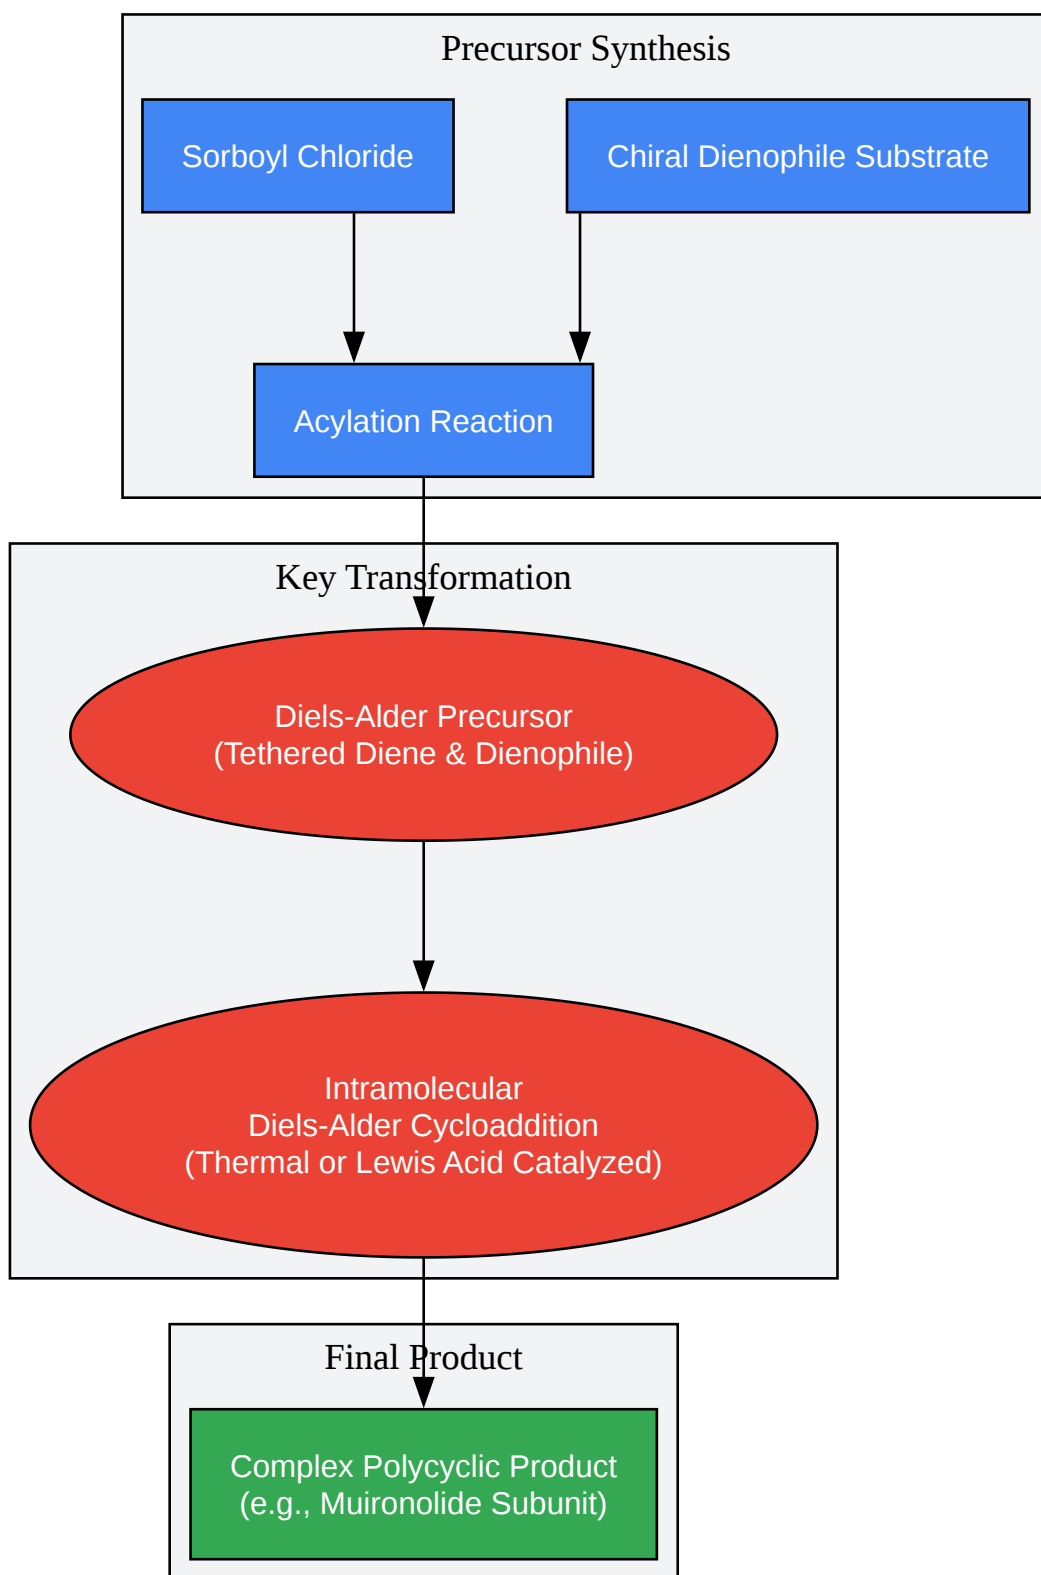 Precursor Synthesis
Sorboyl Chloride
Chiral Dienophile Substrate
Acylation Reaction
Key Transformation
Diels-Alder Precursor
(Tethered Diene & Dienophile)
Intramolecular
Diels-Alder Cycloaddition
(Thermal or Lewis Acid Catalyzed)
Final Product
Complex Polycyclic Product
(e.g., Muironolide Subunit)